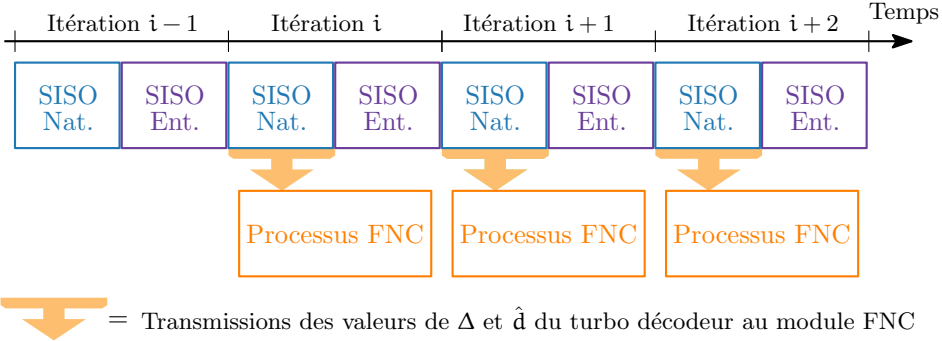 Temps
Itération i − 1 Itération i Itération i + 1 Itération i + 2
SISO SISO SISO SISO SISO SISO SISO SISO
Nat. Ent. Nat. Ent. Nat. Ent. Nat. Ent.
Processus FNC Processus FNC Processus FNC
= Transmissions des valeurs de Δ et d̂ du turbo décodeur au module FNC